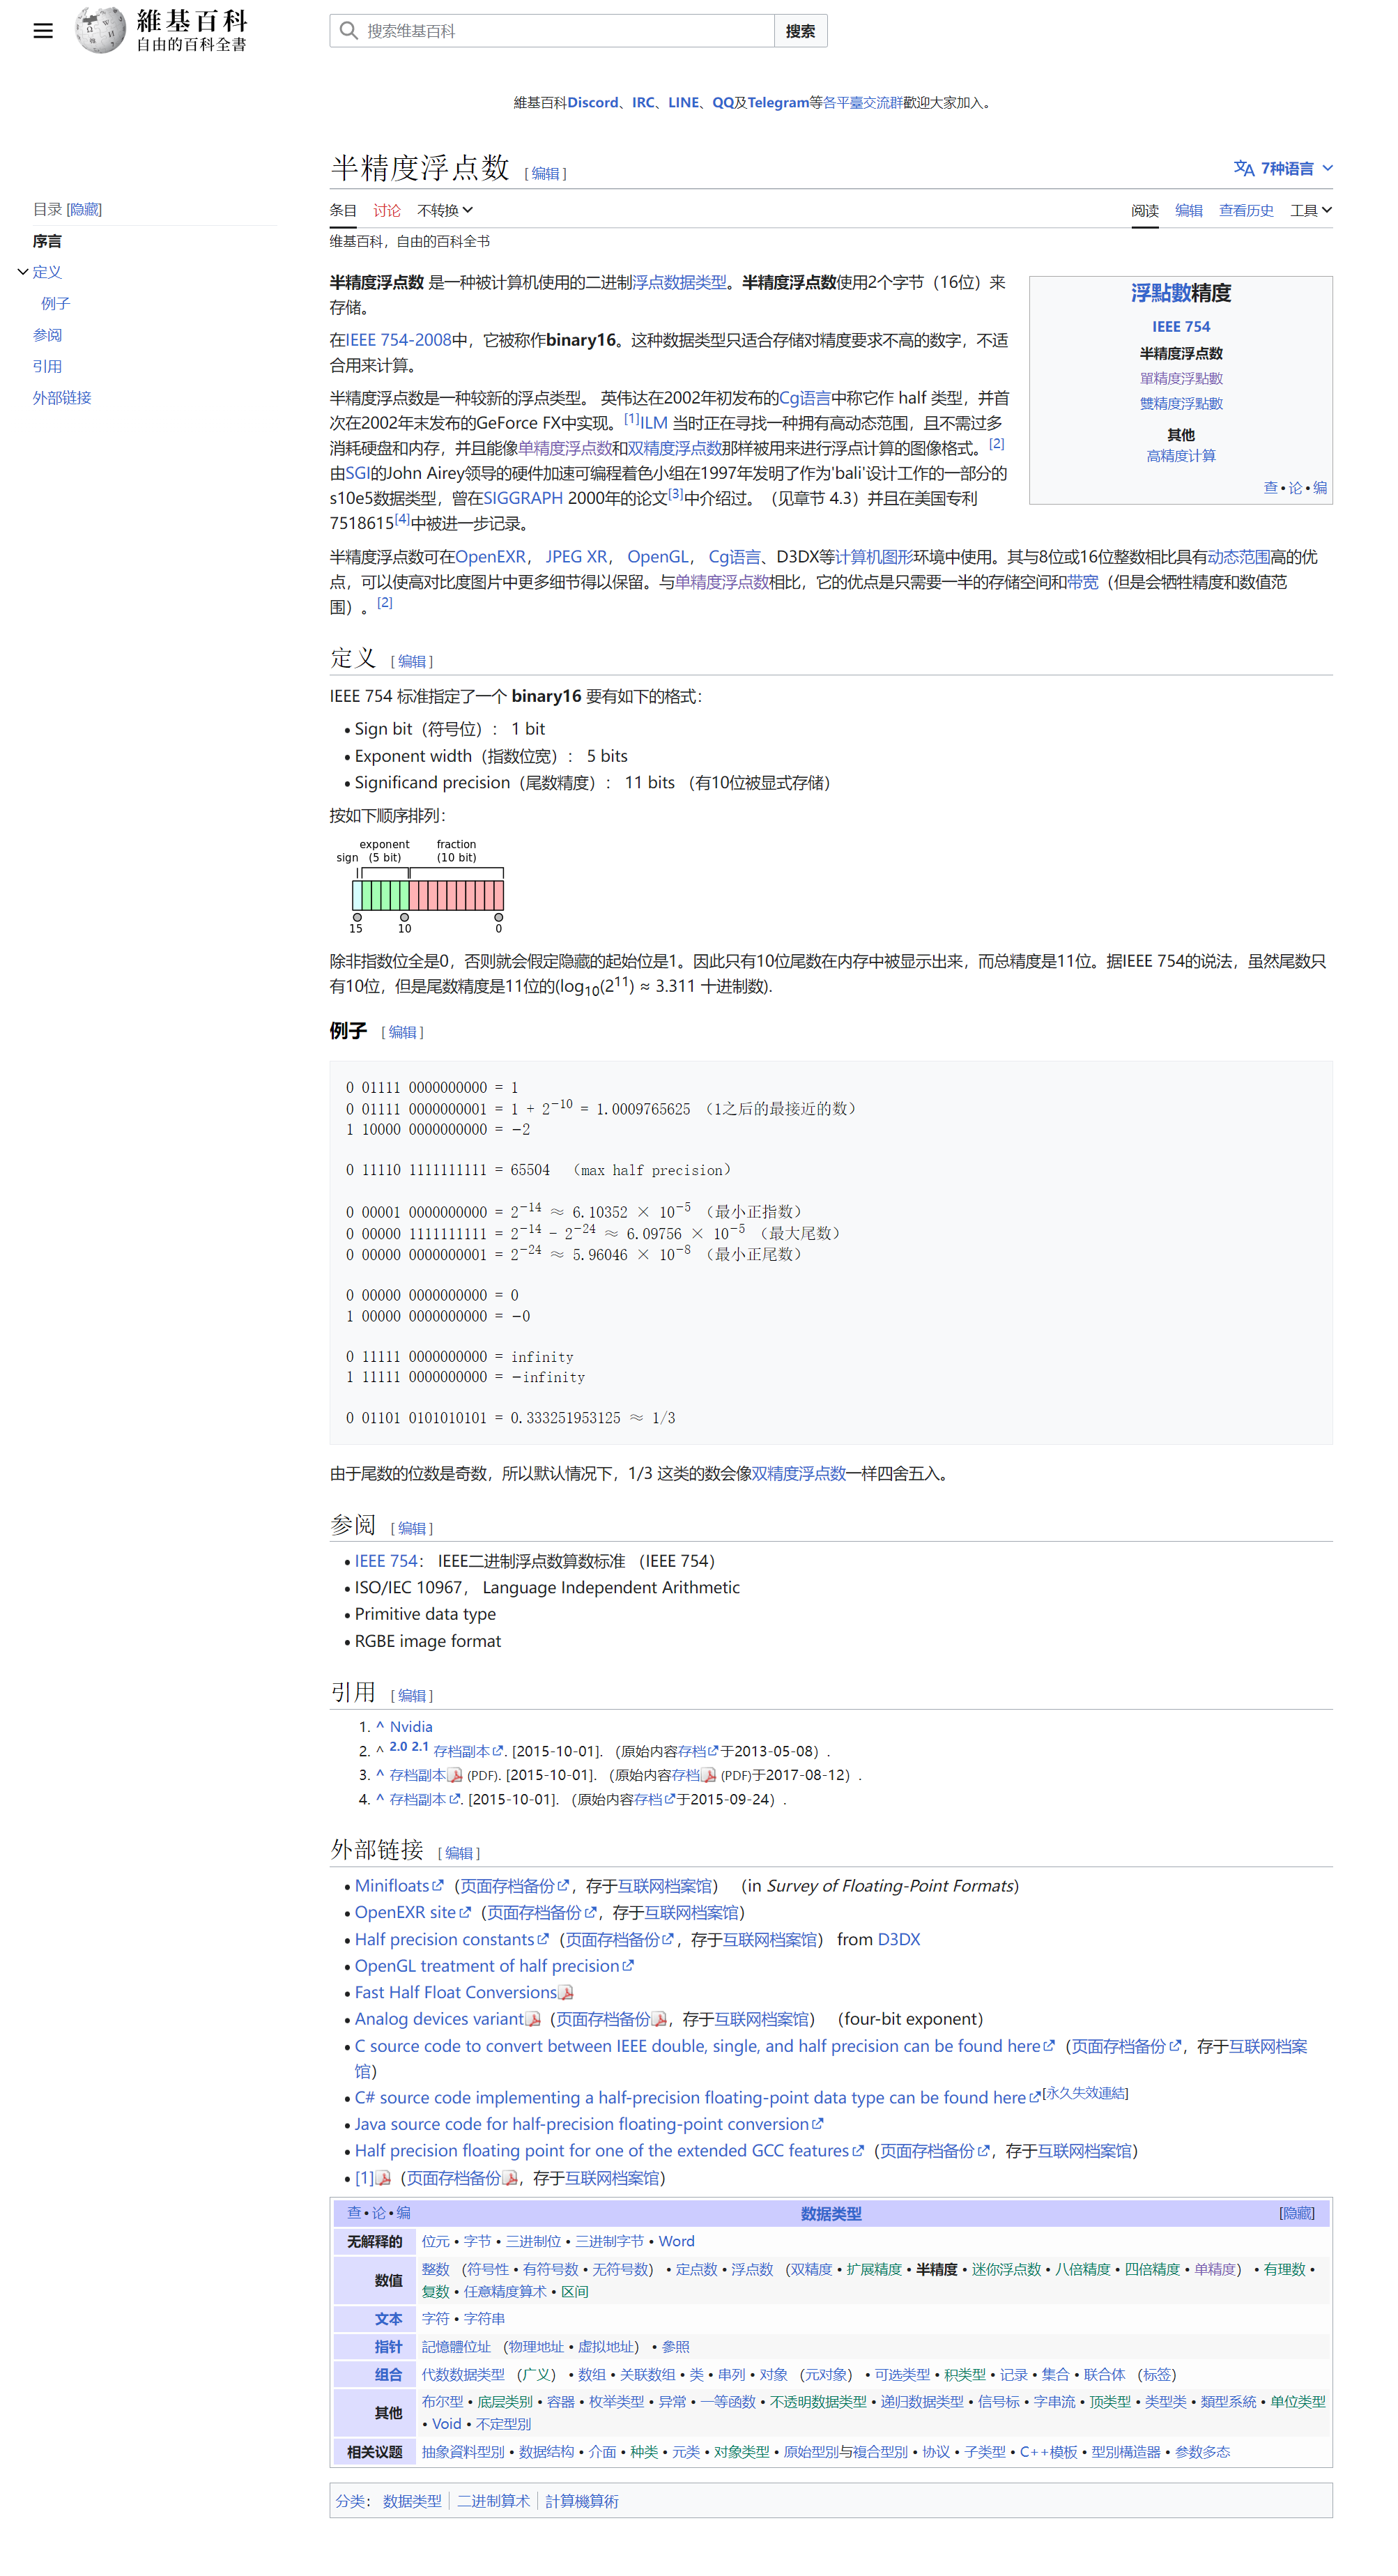 維基百科
自由的百科全書
搜索维基百科
搜索
維基百科Discord、IRC、LINE、QQ及Telegram等各平臺交流群歡迎大家加入。
半精度浮点数 [ 编辑 ]
7种语言
目录 [隐藏]
序言
定义
例子
参阅
引用
外部链接
条目 讨论 不转换
阅读 编辑 查看历史 工具
维基百科，自由的百科全书
半精度浮点数 是一种被计算机使用的二进制浮点数据类型。半精度浮点数使用2个字节（16位）来
存储。
在IEEE 754-2008中，它被称作binary16。这种数据类型只适合存储对精度要求不高的数字，不适
合用来计算。
半精度浮点数是一种较新的浮点类型。 英伟达在2002年初发布的Cg语言中称它作 half 类型，并首
次在2002年末发布的GeForce FX中实现。[1]ILM 当时正在寻找一种拥有高动态范围，且不需过多
消耗硬盘和内存，并且能像单精度浮点数和双精度浮点数那样被用来进行浮点计算的图像格式。[2]
由SGI的John Airey领导的硬件加速可编程着色小组在1997年发明了作为'bali'设计工作的一部分的
s10e5数据类型，曾在SIGGRAPH 2000年的论文[3]中介绍过。（见章节 4.3）并且在美国专利
7518615[4]中被进一步记录。
浮點數精度
IEEE 754
半精度浮点数
單精度浮點數
雙精度浮點數
其他
高精度计算
查 • 论 • 编
半精度浮点数可在OpenEXR， JPEG XR， OpenGL， Cg语言、D3DX等计算机图形环境中使用。其与8位或16位整数相比具有动态范围高的优
点，可以使高对比度图片中更多细节得以保留。与单精度浮点数相比，它的优点是只需要一半的存储空间和带宽（但是会牺牲精度和数值范
围）。[2]
定义 [ 编辑 ]
IEEE 754 标准指定了一个 binary16 要有如下的格式：
• Sign bit（符号位）： 1 bit
• Exponent width（指数位宽）： 5 bits
• Significand precision（尾数精度）： 11 bits （有10位被显式存储）
按如下顺序排列：
exponent fraction
sign (5 bit) (10 bit)
15 10 0
除非指数位全是0，否则就会假定隐藏的起始位是1。因此只有10位尾数在内存中被显示出来，而总精度是11位。据IEEE 754的说法，虽然尾数只
有10位，但是尾数精度是11位的(log10(2^11) ≈ 3.311 十进制数).
例子 [ 编辑 ]
0 01111 0000000000 = 1
0 01111 0000000001 = 1 + 2^−10 = 1.0009765625 （1之后的最接近的数）
1 10000 0000000000 = −2
0 11110 1111111111 = 65504 （max half precision）
0 00001 0000000000 = 2^−14 ≈ 6.10352 × 10^−5 （最小正指数）
0 00000 1111111111 = 2^−14 − 2^−24 ≈ 6.09756 × 10^−5 （最大尾数）
0 00000 0000000001 = 2^−24 ≈ 5.96046 × 10^−8 （最小正尾数）
0 00000 0000000000 = 0
1 00000 0000000000 = −0
0 11111 0000000000 = infinity
1 11111 0000000000 = −infinity
0 01101 0101010101 = 0.333251953125 ≈ 1/3
由于尾数的位数是奇数，所以默认情况下，1/3 这类的数会像双精度浮点数一样四舍五入。
参阅 [ 编辑 ]
• IEEE 754： IEEE二进制浮点数算数标准 （IEEE 754）
• ISO/IEC 10967， Language Independent Arithmetic
• Primitive data type
• RGBE image format
引用 [ 编辑 ]
1. ^ Nvidia
2. ^ 2.0 2.1 存档副本. [2015-10-01]. （原始内容存档于2013-05-08）.
3. ^ 存档副本 (PDF). [2015-10-01]. （原始内容存档 (PDF)于2017-08-12）.
4. ^ 存档副本. [2015-10-01]. （原始内容存档于2015-09-24）.
外部链接 [ 编辑 ]
• Minifloats（页面存档备份，存于互联网档案馆） （in Survey of Floating-Point Formats）
• OpenEXR site（页面存档备份，存于互联网档案馆）
• Half precision constants（页面存档备份，存于互联网档案馆） from D3DX
• OpenGL treatment of half precision
• Fast Half Float Conversions
• Analog devices variant（页面存档备份，存于互联网档案馆） （four-bit exponent）
• C source code to convert between IEEE double, single, and half precision can be found here（页面存档备份，存于互联网档案
馆）
• C# source code implementing a half-precision floating-point data type can be found here[永久失效連結]
• Java source code for half-precision floating-point conversion
• Half precision floating point for one of the extended GCC features（页面存档备份，存于互联网档案馆）
• [1]（页面存档备份，存于互联网档案馆）
查 • 论 • 编 数据类型 [隐藏]
无解释的 位元 • 字节 • 三进制位 • 三进制字节 • Word
数值 整数 （符号性 • 有符号数 • 无符号数） • 定点数 • 浮点数 （双精度 • 扩展精度 • 半精度 • 迷你浮点数 • 八倍精度 • 四倍精度 • 单精度） • 有理数 •
复数 • 任意精度算术 • 区间
文本 字符 • 字符串
指针 記憶體位址 （物理地址 • 虚拟地址） • 參照
组合 代数数据类型 （广义） • 数组 • 关联数组 • 类 • 串列 • 对象 （元对象） • 可选类型 • 积类型 • 记录 • 集合 • 联合体 （标签）
其他 布尔型 • 底层类别 • 容器 • 枚举类型 • 异常 • 一等函数 • 不透明数据类型 • 递归数据类型 • 信号标 • 字串流 • 顶类型 • 类型类 • 類型系統 • 单位类型
• Void • 不定型別
相关议题 抽象資料型別 • 数据结构 • 介面 • 种类 • 元类 • 对象类型 • 原始型別与複合型別 • 协议 • 子类型 • C++模板 • 型別構造器 • 参数多态
分类： 数据类型 | 二进制算术 | 計算機算術